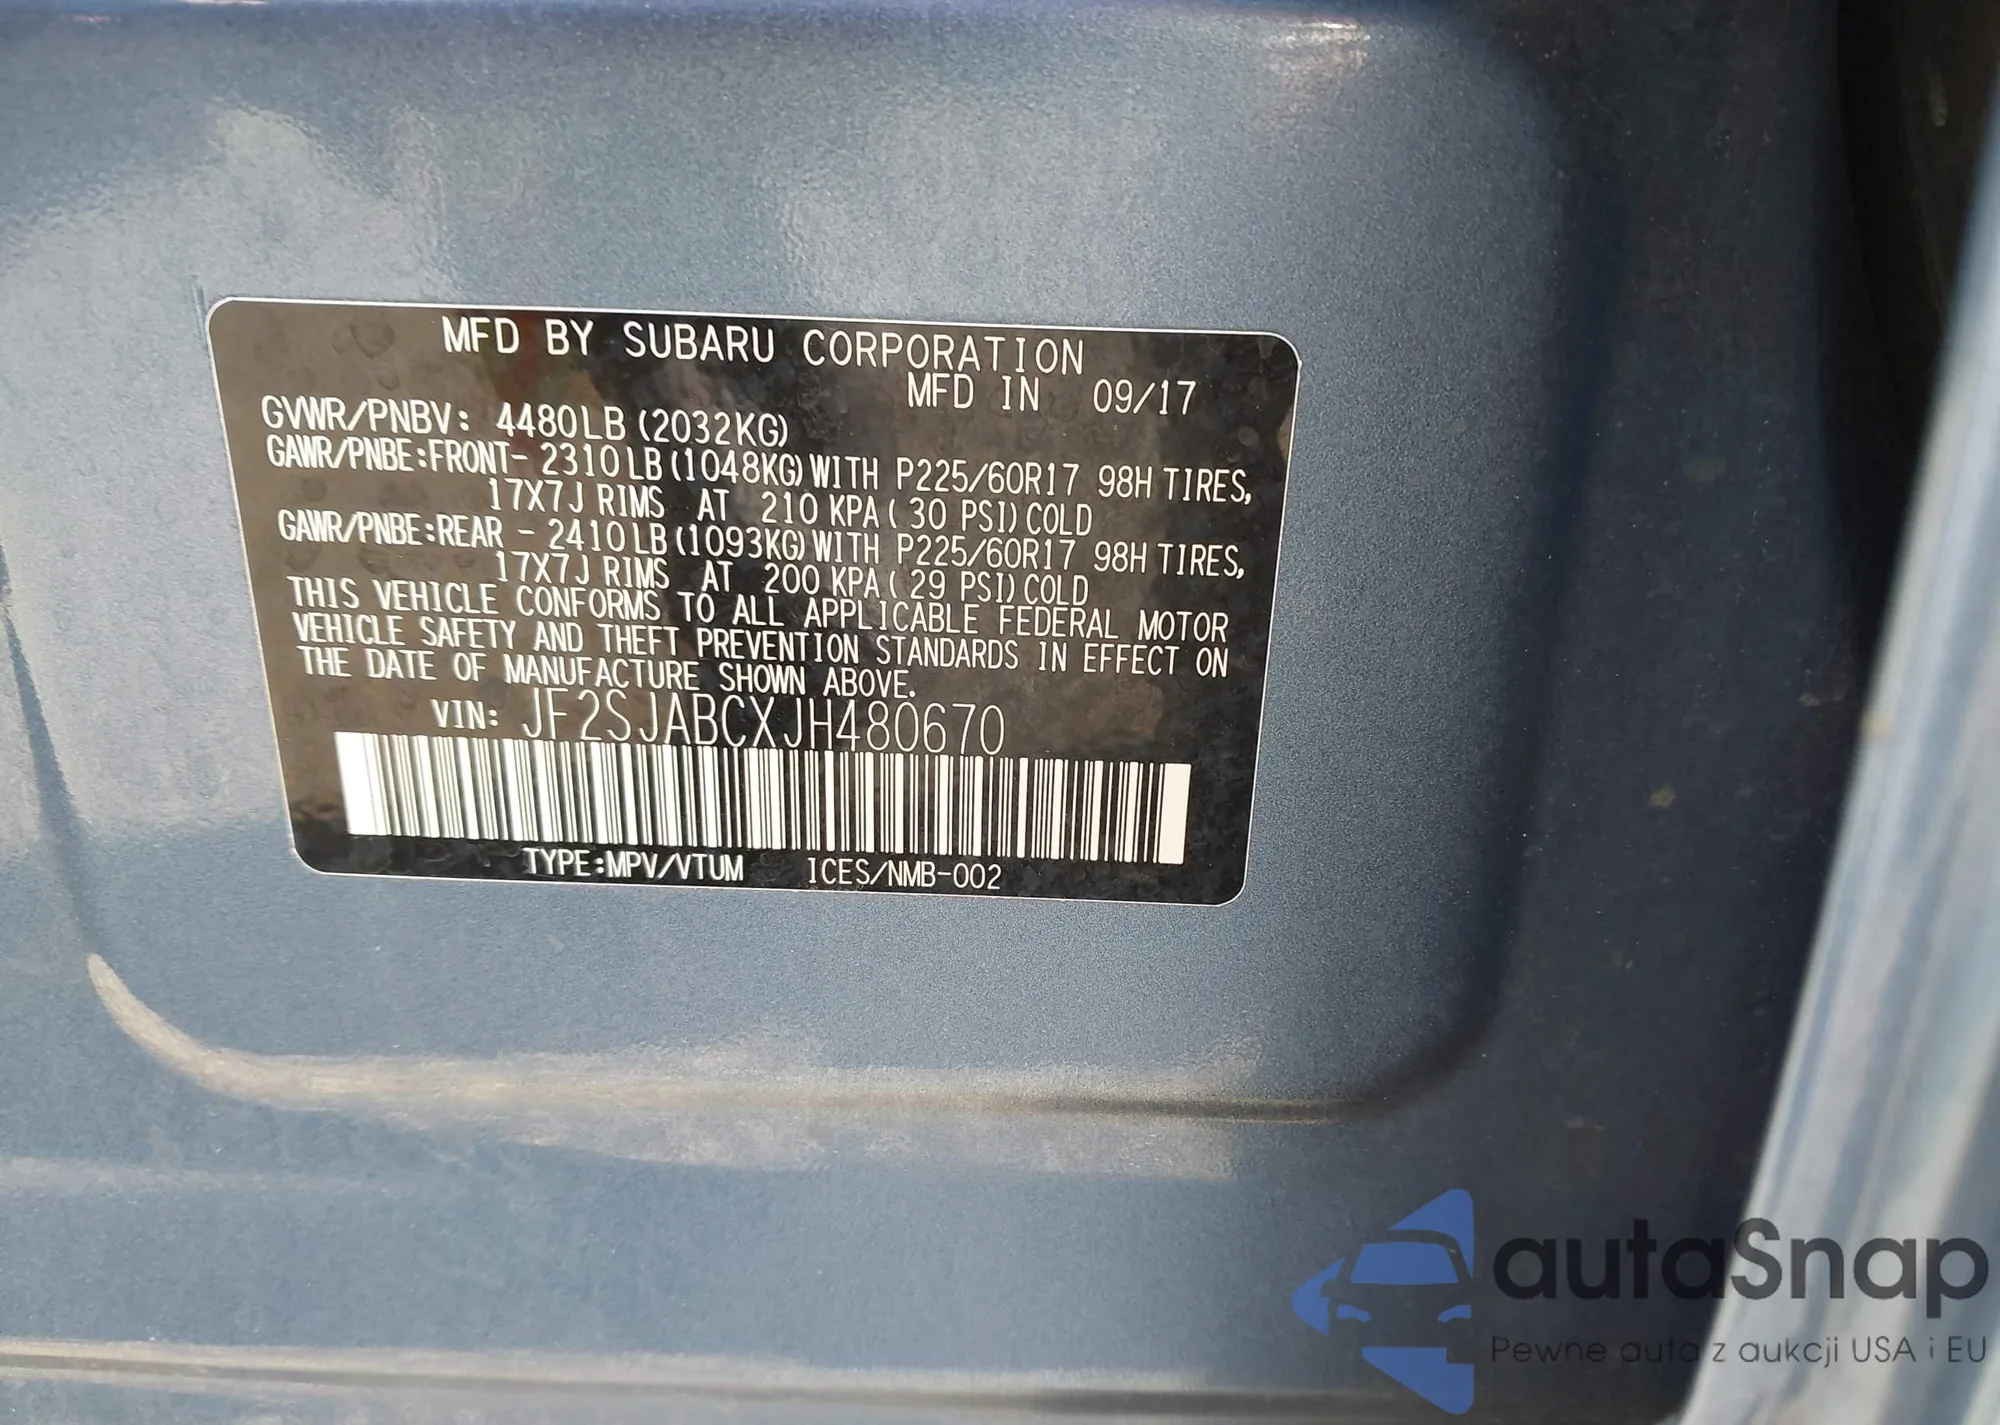 MFD BY SUBARU CORPORATION
MFD IN 09/17
GVWR/PNBV: 4480LB (2032KG)
GAWR/PNBE:FRONT- 2310LB (1048KG) WITH P225/60R17 98H TIRES,
17X7J RIMS AT 210 KPA ( 30 PSI) COLD
GAWR/PNBE:REAR - 2410LB (1093KG) WITH P225/60R17 98H TIRES,
17X7J RIMS AT 200 KPA ( 29 PSI) COLD
THIS VEHICLE CONFORMS TO ALL APPLICABLE FEDERAL MOTOR
VEHICLE SAFETY AND THEFT PREVENTION STANDARDS IN EFFECT ON
THE DATE OF MANUFACTURE SHOWN ABOVE.
VIN: JF2SJABCXJH480670
TYPE:MPV/VTUM ICES/NMB-002
autaSnap
Pewne auta z aukcji USA i EU